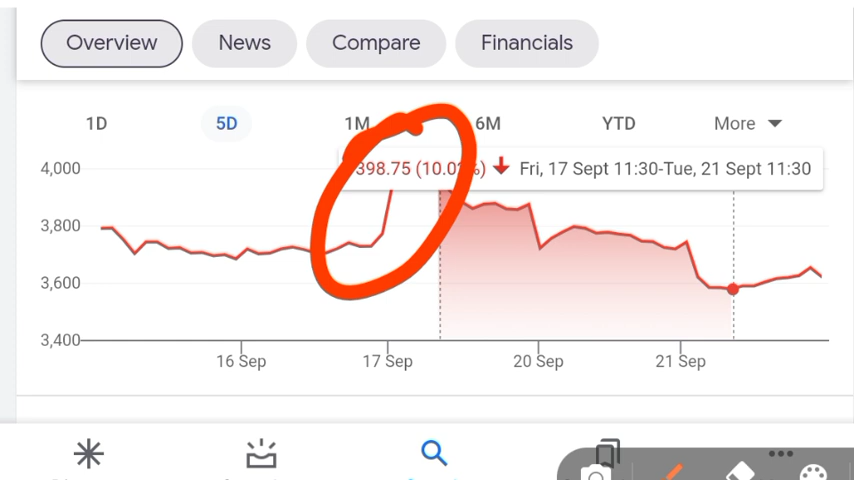 Overview News Compare Financials
1D 5D 1M 6M YTD More
398.75 (10.0 %) Fri, 17 Sept 11:30-Tue, 21 Sept 11:30
4,000
3,800
3,600
3,400
16 Sep 17 Sep 20 Sep 21 Sep